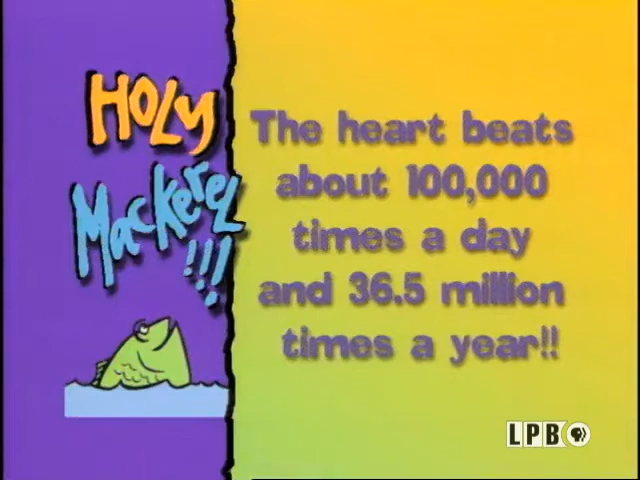 HOLY
MacKereL
!!!
The heart beats
about 100,000
times a day
and 36.5 million
times a year!!
LPB